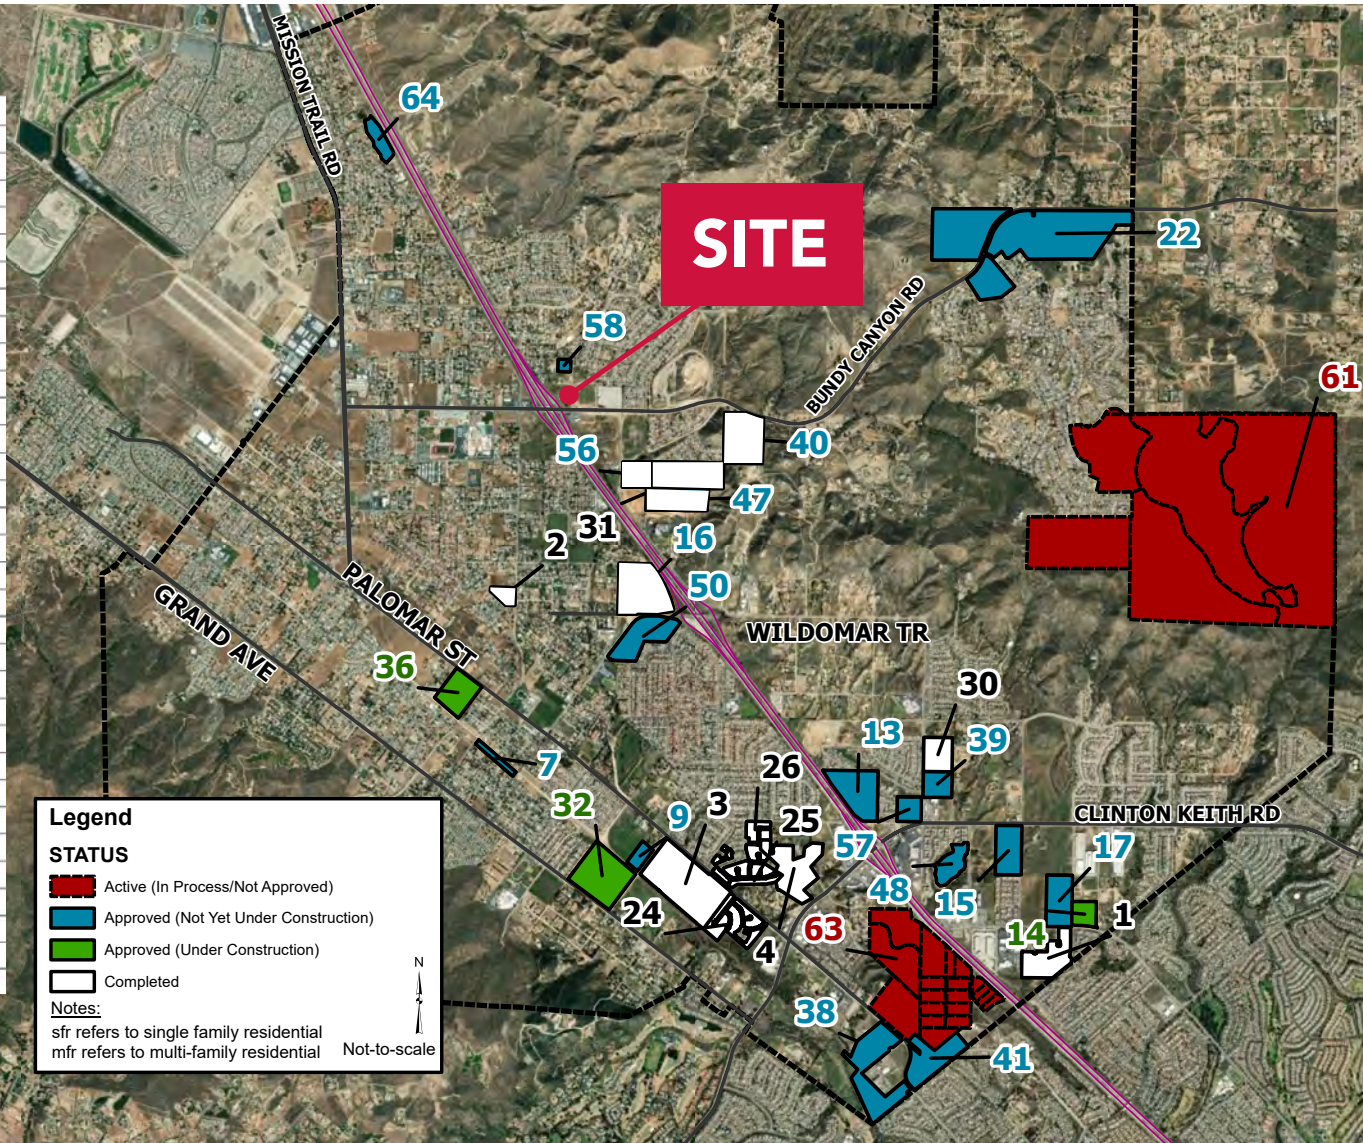 MISSION TRAIL RD
64
SITE
22
58
BUNDY CANYON RD
61
56
40
47
31
2
16
50
PALOMAR ST
GRAND AVE
WILDOMAR TR
36
30
13
39
7
26
32
9
3
25
CLINTON KEITH RD
57
17
48
15
24
63
14
1
4
38
41
Legend
STATUS
Active (In Process/Not Approved)
Approved (Not Yet Under Construction)
Approved (Under Construction)
Completed
N
Notes:
sfr refers to single family residential
mfr refers to multi-family residential
Not-to-scale